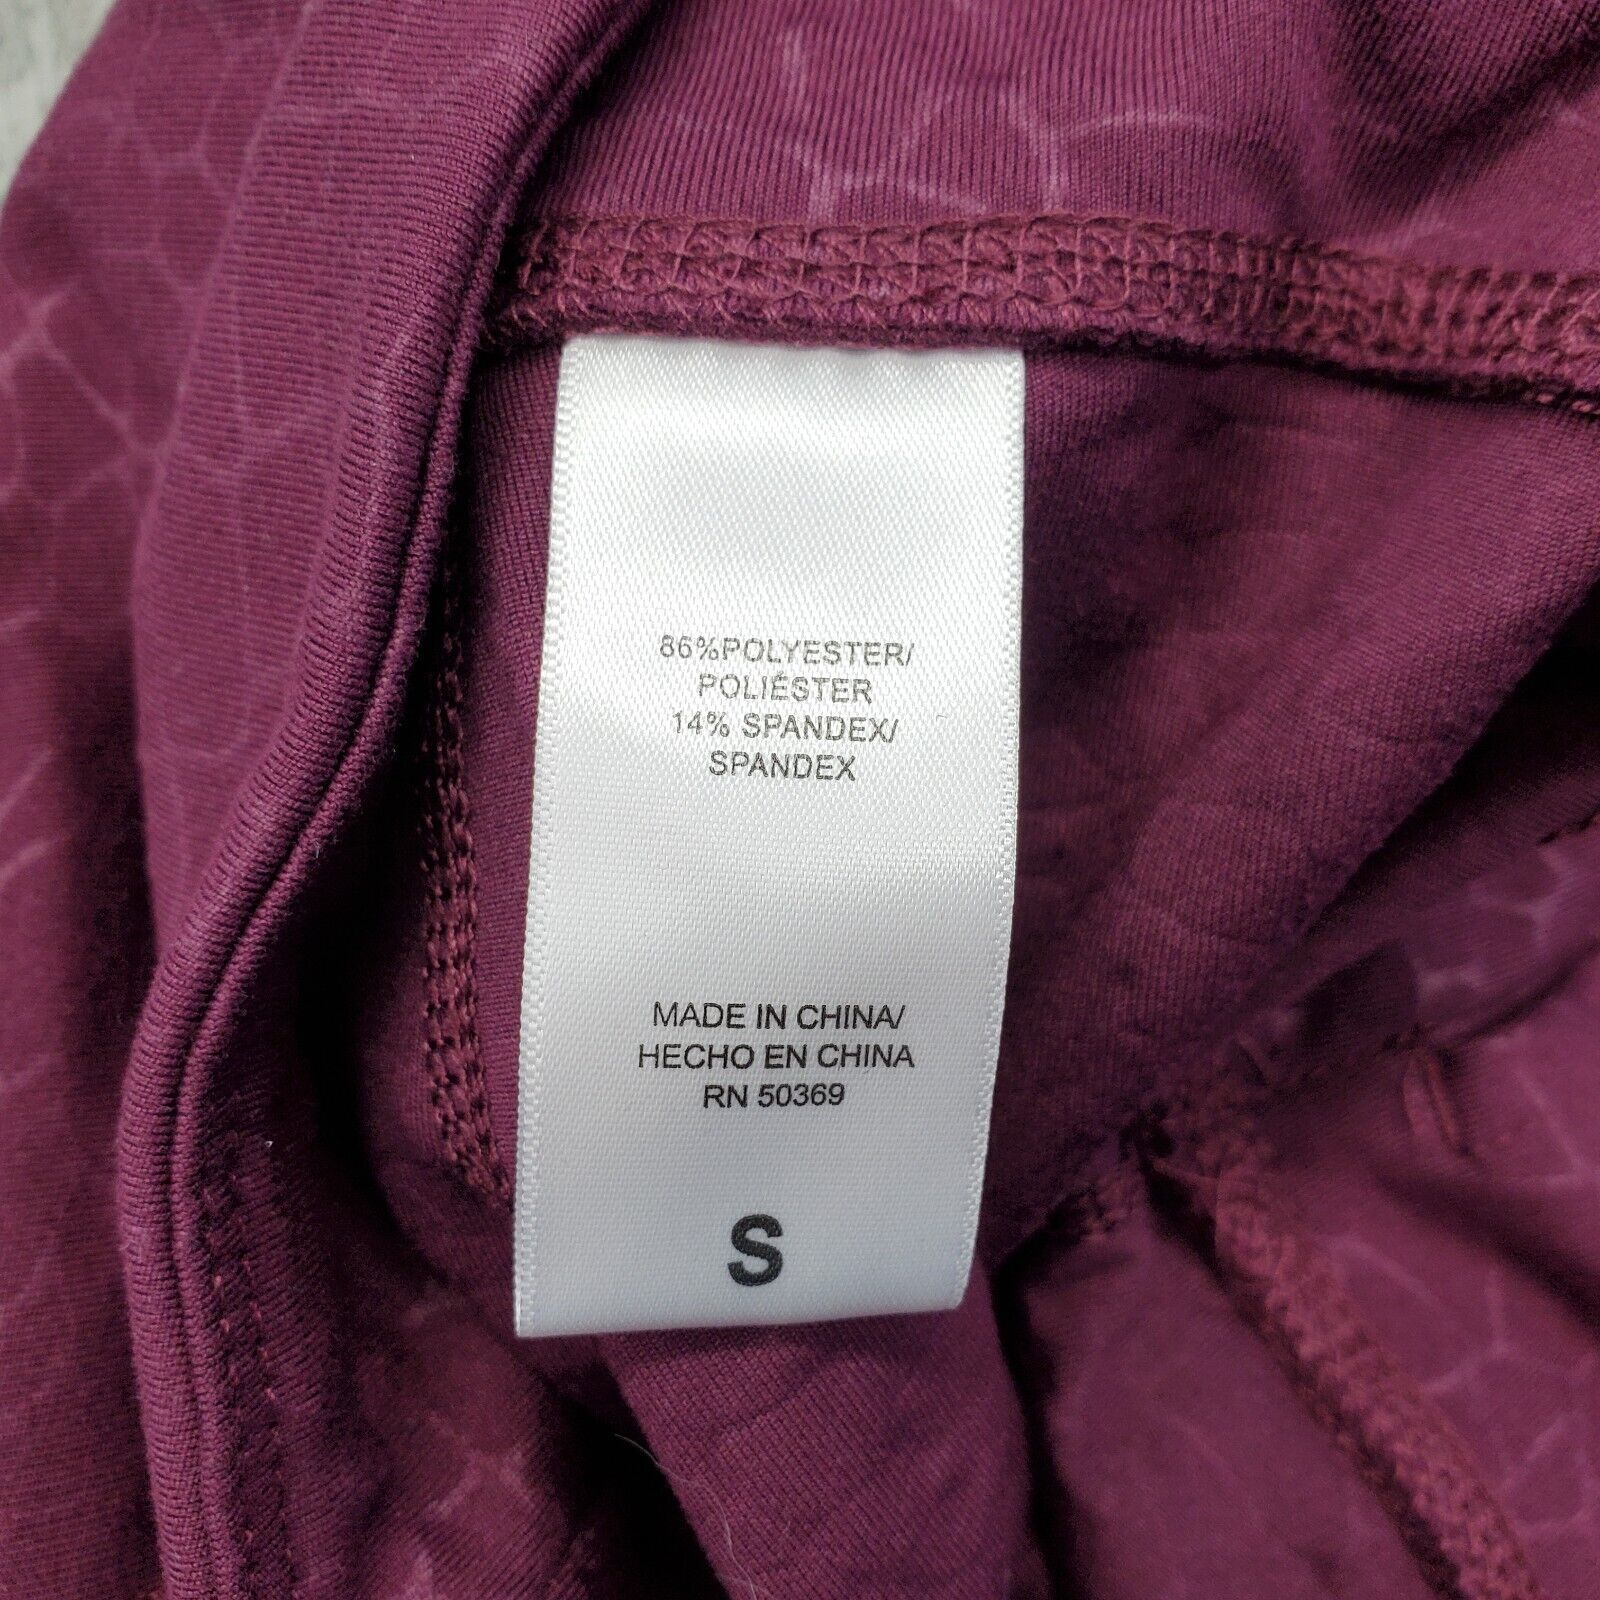 86%POLYESTER/
POLIÉSTER
14% SPANDEX/
SPANDEX
MADE IN CHINA/
HECHO EN CHINA
RN 50369
S